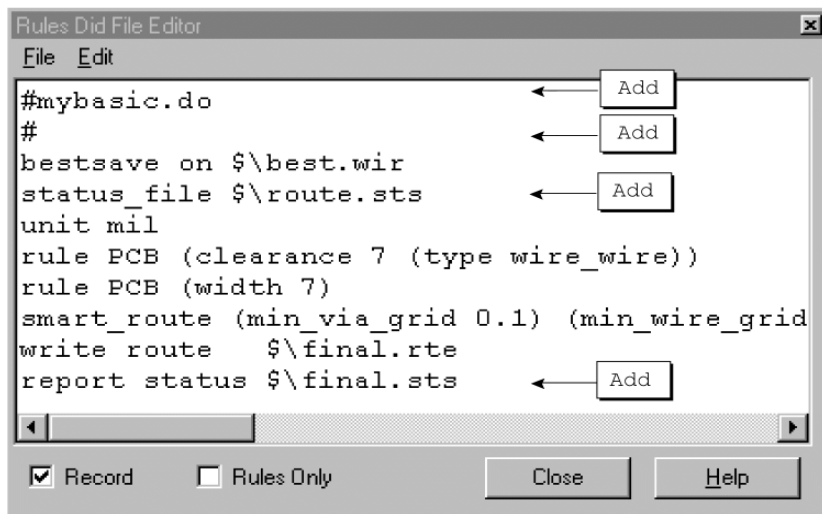 Rules Did File Editor
File Edit
#mybasic.do Add
# Add
bestsave on $\best.wir
status_file $\route.sts Add
unit mil
rule PCB (clearance 7 (type wire_wire))
rule PCB (width 7)
smart_route (min_via_grid 0.1) (min_wire_grid
write route $\final.rte
report status $\final.sts Add
Record Rules Only Close Help